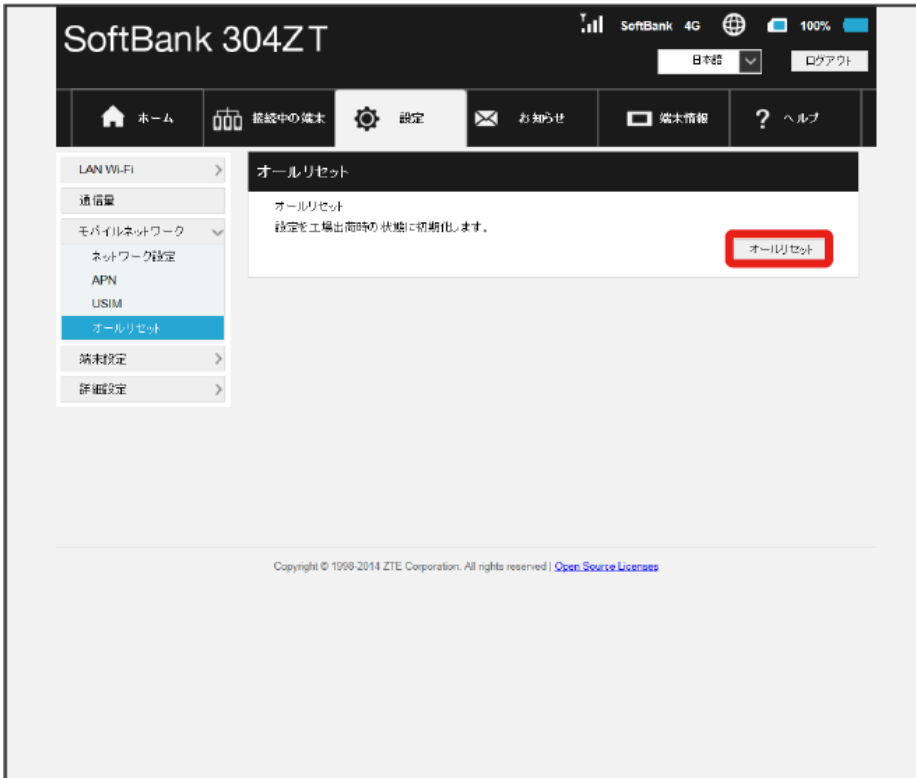 SoftBank 304ZT
SoftBank 4G 100%
日本語 ログアウト
ホーム 接続中の端末 設定 お知らせ 端末情報 ? ヘルプ
LAN Wi-Fi
通信量
モバイルネットワーク
ネットワーク設定
APN
USIM
オールリセット
端末設定
詳細設定
オールリセット
オールリセット
設定を工場出荷時の状態に初期化します。
オールリセット
Copyright © 1998-2014 ZTE Corporation. All rights reserved | Open Source Licenses